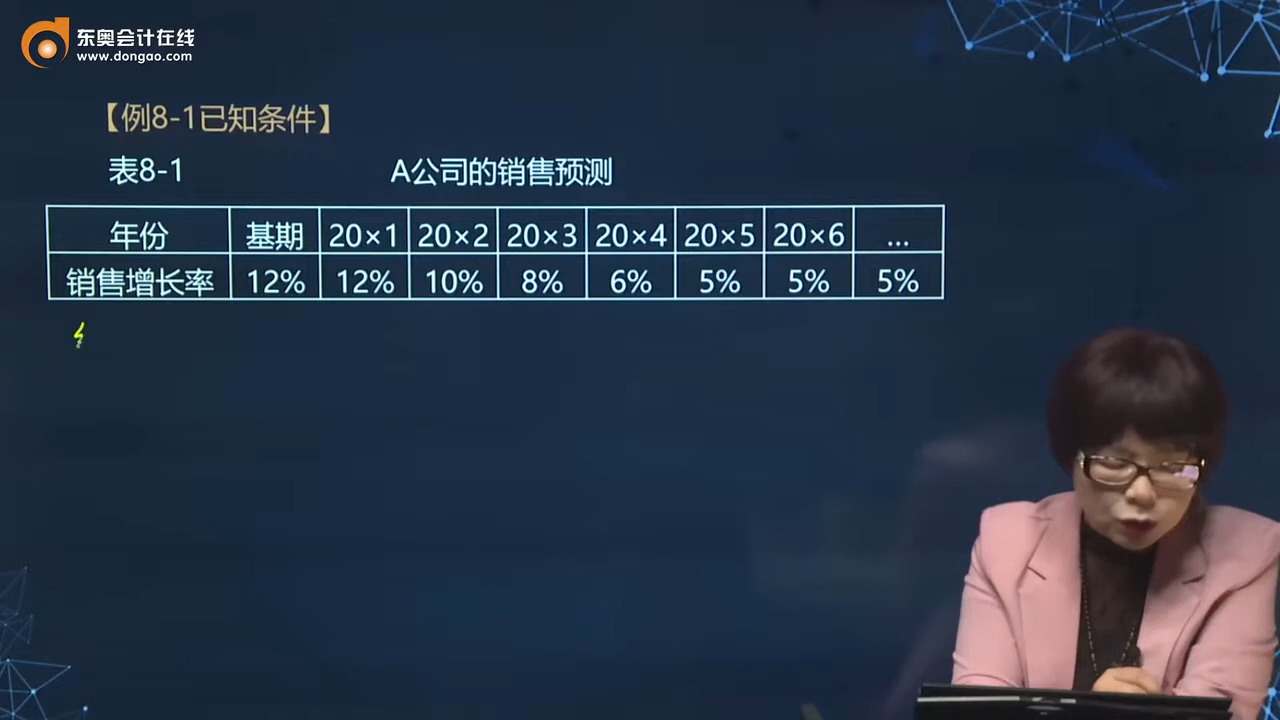 东奥会计在线
www.dongao.com
【例8-1已知条件】
表8-1 A公司的销售预测
年份 基期 20×1 20×2 20×3 20×4 20×5 20×6 ...
销售增长率 12% 12% 10% 8% 6% 5% 5% 5%